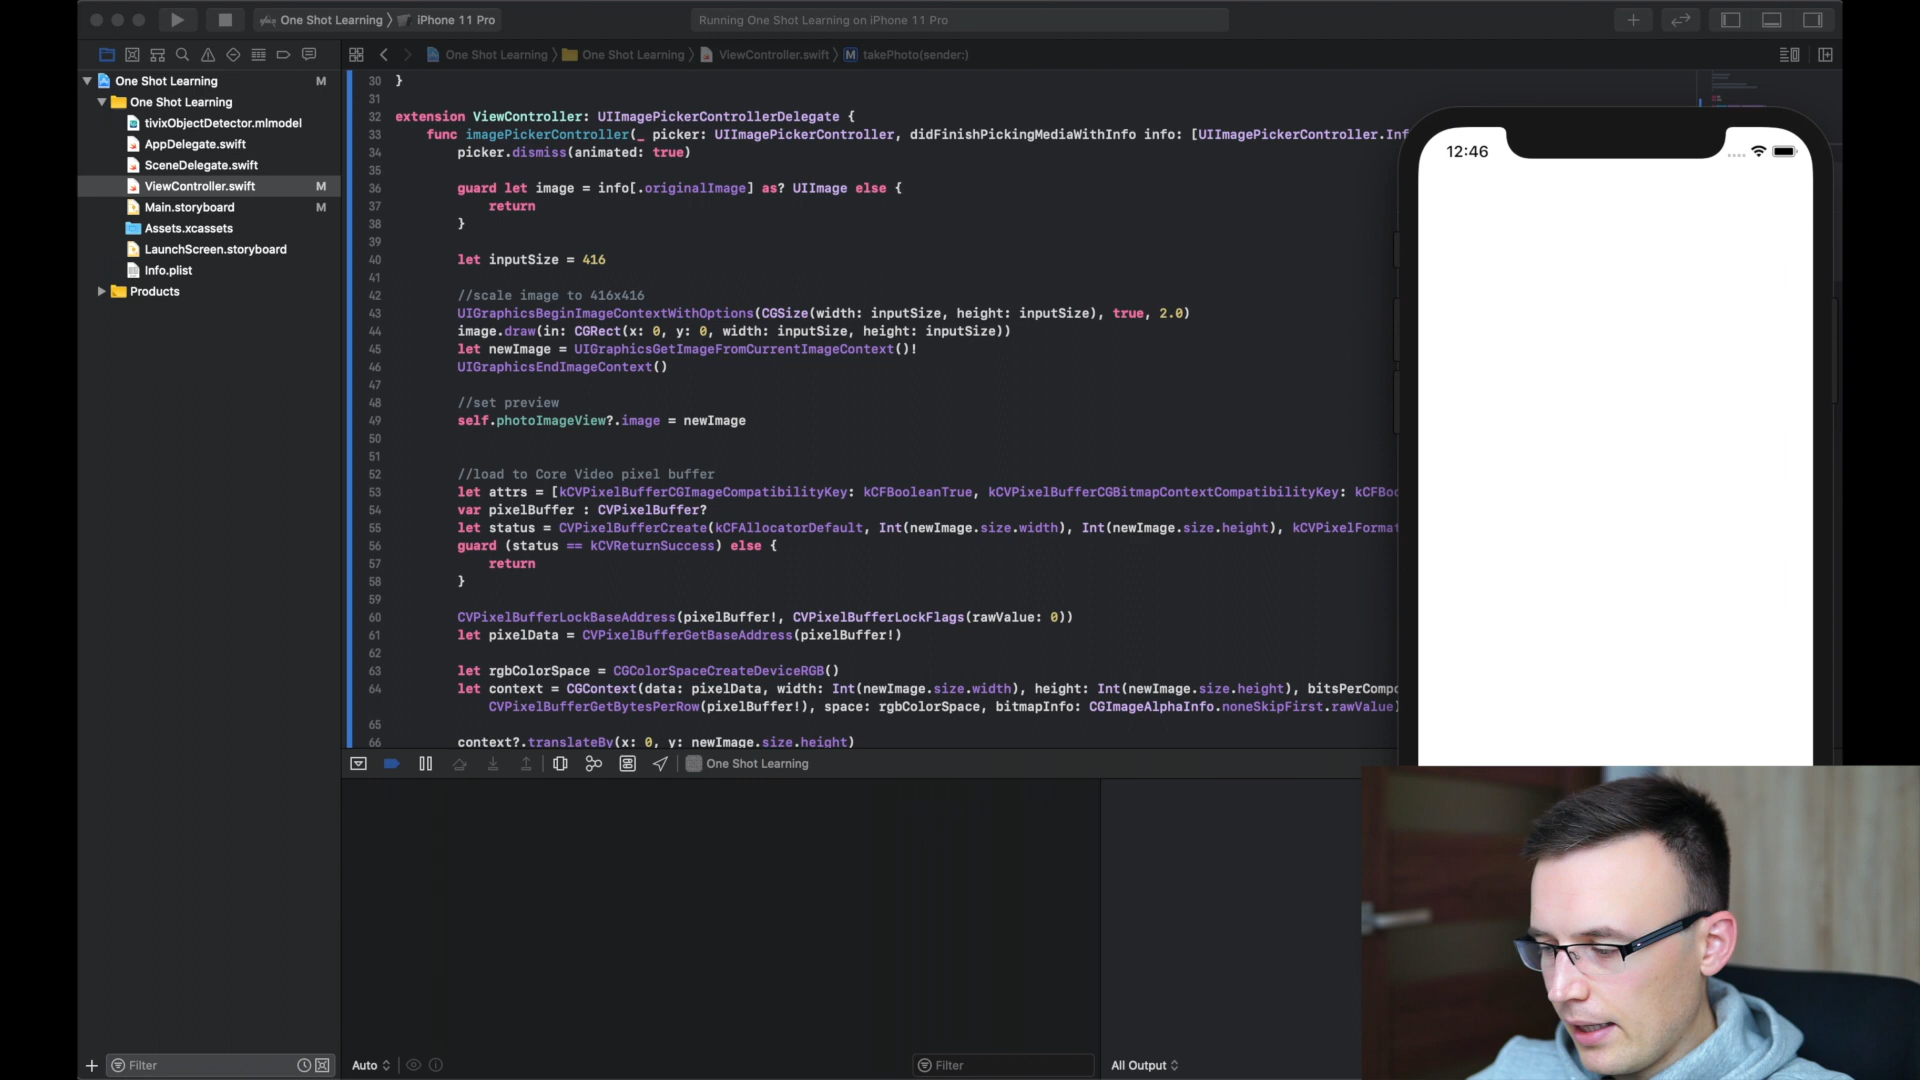 One Shot Learning
iPhone 11 Pro
Running One Shot Learning on iPhone 11 Pro
One Shot Learning
One Shot Learning
ViewController.swift
M
takePhoto(sender:)
One Shot Learning
M
One Shot Learning
tivixObjectDetector.mlmodel
AppDelegate.swift
SceneDelegate.swift
ViewController.swift
M
Main.storyboard
M
Assets.xcassets
LaunchScreen.storyboard
Info.plist
Products
30 }
31
32 extension ViewController: UIImagePickerControllerDelegate {
33 func imagePickerController(_ picker: UIImagePickerController, didFinishPickingMediaWithInfo info: [UIImagePickerController.Inf
34 picker.dismiss(animated: true)
35
36 guard let image = info[.originalImage] as? UIImage else {
37 return
38 }
39
40 let inputSize = 416
41
42 //scale image to 416x416
43 UIGraphicsBeginImageContextWithOptions(CGSize(width: inputSize, height: inputSize), true, 2.0)
44 image.draw(in: CGRect(x: 0, y: 0, width: inputSize, height: inputSize))
45 let newImage = UIGraphicsGetImageFromCurrentImageContext()!
46 UIGraphicsEndImageContext()
47
48 //set preview
49 self.photoImageView?.image = newImage
50
51
52 //load to Core Video pixel buffer
53 let attrs = [kCVPixelBufferCGImageCompatibilityKey: kCFBooleanTrue, kCVPixelBufferCGBitmapContextCompatibilityKey: kCFBoo
54 var pixelBuffer : CVPixelBuffer?
55 let status = CVPixelBufferCreate(kCFAllocatorDefault, Int(newImage.size.width), Int(newImage.size.height), kCVPixelFormat
56 guard (status == kCVReturnSuccess) else {
57 return
58 }
59
60 CVPixelBufferLockBaseAddress(pixelBuffer!, CVPixelBufferLockFlags(rawValue: 0))
61 let pixelData = CVPixelBufferGetBaseAddress(pixelBuffer!)
62
63 let rgbColorSpace = CGColorSpaceCreateDeviceRGB()
64 let context = CGContext(data: pixelData, width: Int(newImage.size.width), height: Int(newImage.size.height), bitsPerCompo
CVPixelBufferGetBytesPerRow(pixelBuffer!), space: rgbColorSpace, bitmapInfo: CGImageAlphaInfo.noneSkipFirst.rawValue)
65
66 context?.translateBy(x: 0, y: newImage.size.height)
12:46
One Shot Learning
Filter
Auto
Filter
All Output